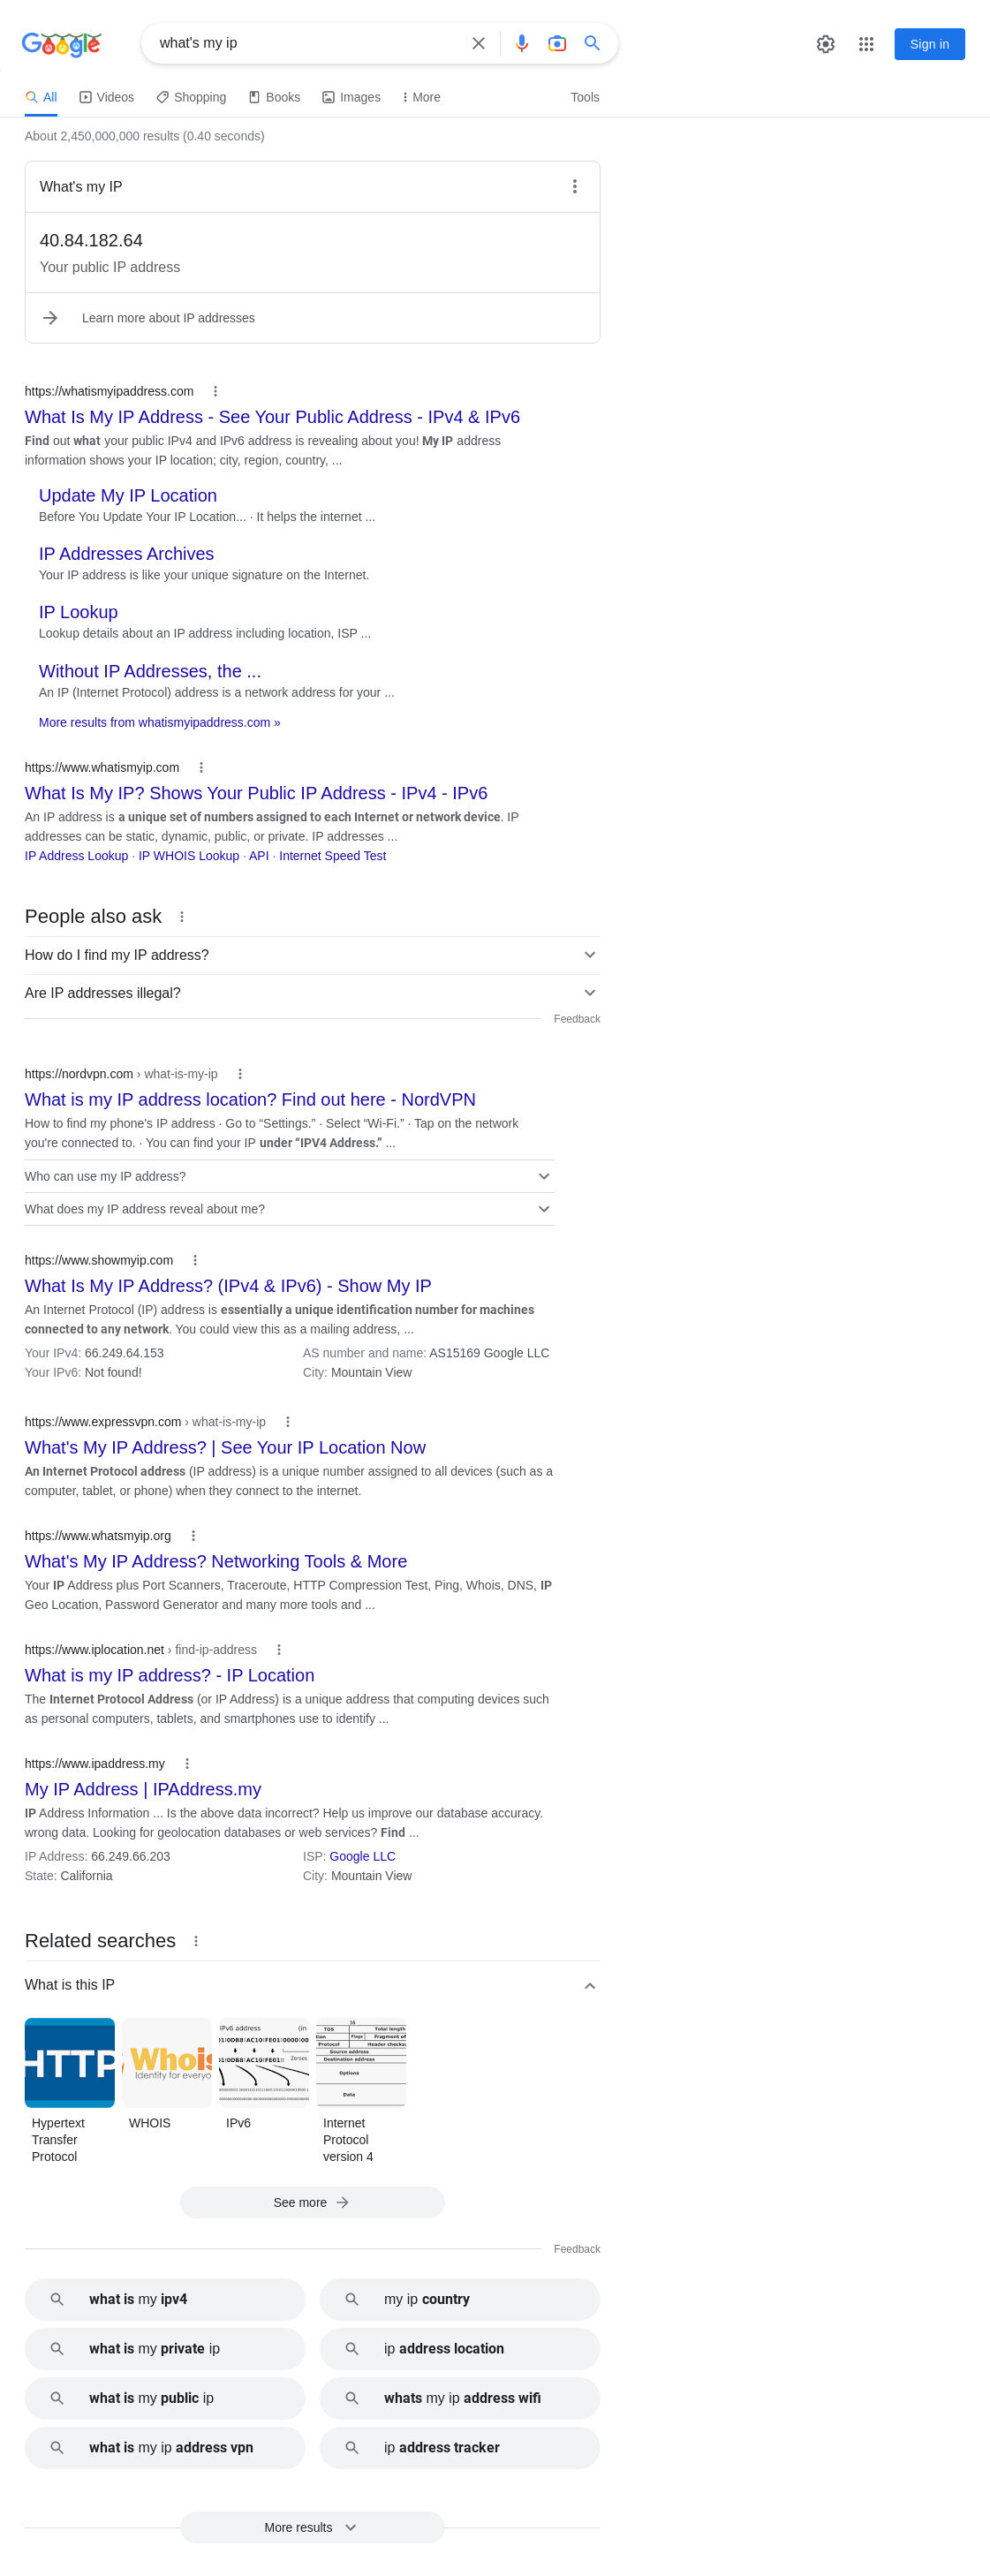 Google
what's my ip
Sign in
All
Videos
Shopping
Books
Images
More
Tools
About 2,450,000,000 results (0.40 seconds)
What's my IP
40.84.182.64
Your public IP address
Learn more about IP addresses
https://whatismyipaddress.com
What Is My IP Address - See Your Public Address - IPv4 & IPv6
Find out what your public IPv4 and IPv6 address is revealing about you! My IP address
information shows your IP location; city, region, country, ...
Update My IP Location
Before You Update Your IP Location... · It helps the internet ...
IP Addresses Archives
Your IP address is like your unique signature on the Internet.
IP Lookup
Lookup details about an IP address including location, ISP ...
Without IP Addresses, the ...
An IP (Internet Protocol) address is a network address for your ...
More results from whatismyipaddress.com »
https://www.whatismyip.com
What Is My IP? Shows Your Public IP Address - IPv4 - IPv6
An IP address is a unique set of numbers assigned to each Internet or network device. IP
addresses can be static, dynamic, public, or private. IP addresses ...
IP Address Lookup · IP WHOIS Lookup · API · Internet Speed Test
People also ask
How do I find my IP address?
Are IP addresses illegal?
Feedback
https://nordvpn.com › what-is-my-ip
What is my IP address location? Find out here - NordVPN
How to find my phone's IP address · Go to “Settings.” · Select “Wi-Fi.” · Tap on the network
you're connected to. · You can find your IP under “IPV4 Address.” ...
Who can use my IP address?
What does my IP address reveal about me?
https://www.showmyip.com
What Is My IP Address? (IPv4 & IPv6) - Show My IP
An Internet Protocol (IP) address is essentially a unique identification number for machines
connected to any network. You could view this as a mailing address, ...
Your IPv4: 66.249.64.153
AS number and name: AS15169 Google LLC
Your IPv6: Not found!
City: Mountain View
https://www.expressvpn.com › what-is-my-ip
What's My IP Address? | See Your IP Location Now
An Internet Protocol address (IP address) is a unique number assigned to all devices (such as a
computer, tablet, or phone) when they connect to the internet.
https://www.whatsmyip.org
What's My IP Address? Networking Tools & More
Your IP Address plus Port Scanners, Traceroute, HTTP Compression Test, Ping, Whois, DNS, IP
Geo Location, Password Generator and many more tools and ...
https://www.iplocation.net › find-ip-address
What is my IP address? - IP Location
The Internet Protocol Address (or IP Address) is a unique address that computing devices such
as personal computers, tablets, and smartphones use to identify ...
https://www.ipaddress.my
My IP Address | IPAddress.my
IP Address Information ... Is the above data incorrect? Help us improve our database accuracy.
wrong data. Looking for geolocation databases or web services? Find ...
IP Address: 66.249.66.203
ISP: Google LLC
State: California
City: Mountain View
Related searches
What is this IP
HTTP
Whois
Identity for everyo
IPv6 address (in
Zeroes
16
TOS Total length
Flags Fragment of
Protocol Header checks
Source address
Destination address
Options
Data
Hypertext
Transfer
Protocol
WHOIS
IPv6
Internet
Protocol
version 4
See more
Feedback
what is my ipv4
my ip country
what is my private ip
ip address location
what is my public ip
whats my ip address wifi
what is my ip address vpn
ip address tracker
More results